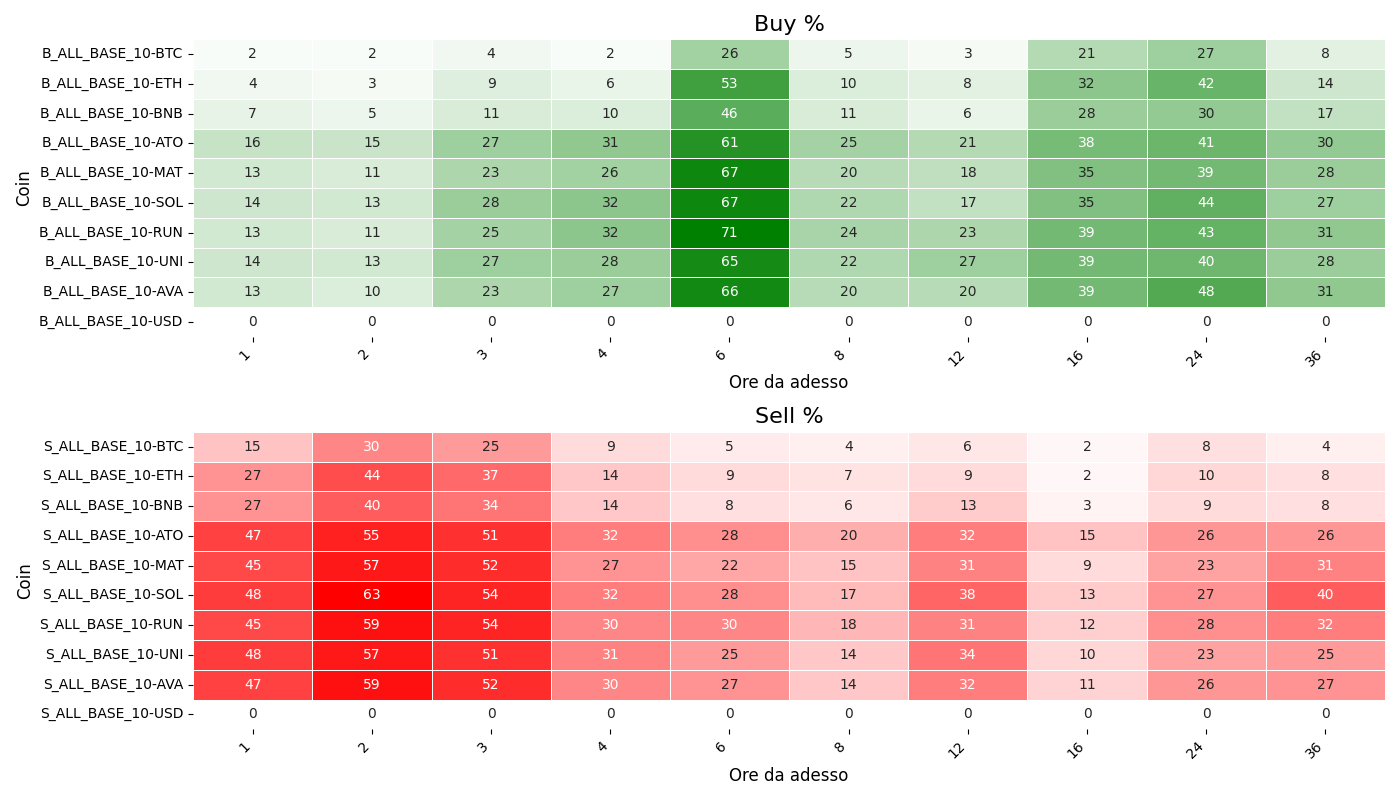 Buy %
Coin
B_ALL_BASE_10-BTC 2 2 4 2 26 5 3 21 27 8
B_ALL_BASE_10-ETH 4 3 9 6 53 10 8 32 42 14
B_ALL_BASE_10-BNB 7 5 11 10 46 11 6 28 30 17
B_ALL_BASE_10-ATO 16 15 27 31 61 25 21 38 41 30
B_ALL_BASE_10-MAT 13 11 23 26 67 20 18 35 39 28
B_ALL_BASE_10-SOL 14 13 28 32 67 22 17 35 44 27
B_ALL_BASE_10-RUN 13 11 25 32 71 24 23 39 43 31
B_ALL_BASE_10-UNI 14 13 27 28 65 22 27 39 40 28
B_ALL_BASE_10-AVA 13 10 23 27 66 20 20 39 48 31
B_ALL_BASE_10-USD 0 0 0 0 0 0 0 0 0 0
1 2 3 4 6 8 12 16 24 36
Ore da adesso
Sell %
Coin
S_ALL_BASE_10-BTC 15 30 25 9 5 4 6 2 8 4
S_ALL_BASE_10-ETH 27 44 37 14 9 7 9 2 10 8
S_ALL_BASE_10-BNB 27 40 34 14 8 6 13 3 9 8
S_ALL_BASE_10-ATO 47 55 51 32 28 20 32 15 26 26
S_ALL_BASE_10-MAT 45 57 52 27 22 15 31 9 23 31
S_ALL_BASE_10-SOL 48 63 54 32 28 17 38 13 27 40
S_ALL_BASE_10-RUN 45 59 54 30 30 18 31 12 28 32
S_ALL_BASE_10-UNI 48 57 51 31 25 14 34 10 23 25
S_ALL_BASE_10-AVA 47 59 52 30 27 14 32 11 26 27
S_ALL_BASE_10-USD 0 0 0 0 0 0 0 0 0 0
1 2 3 4 6 8 12 16 24 36
Ore da adesso